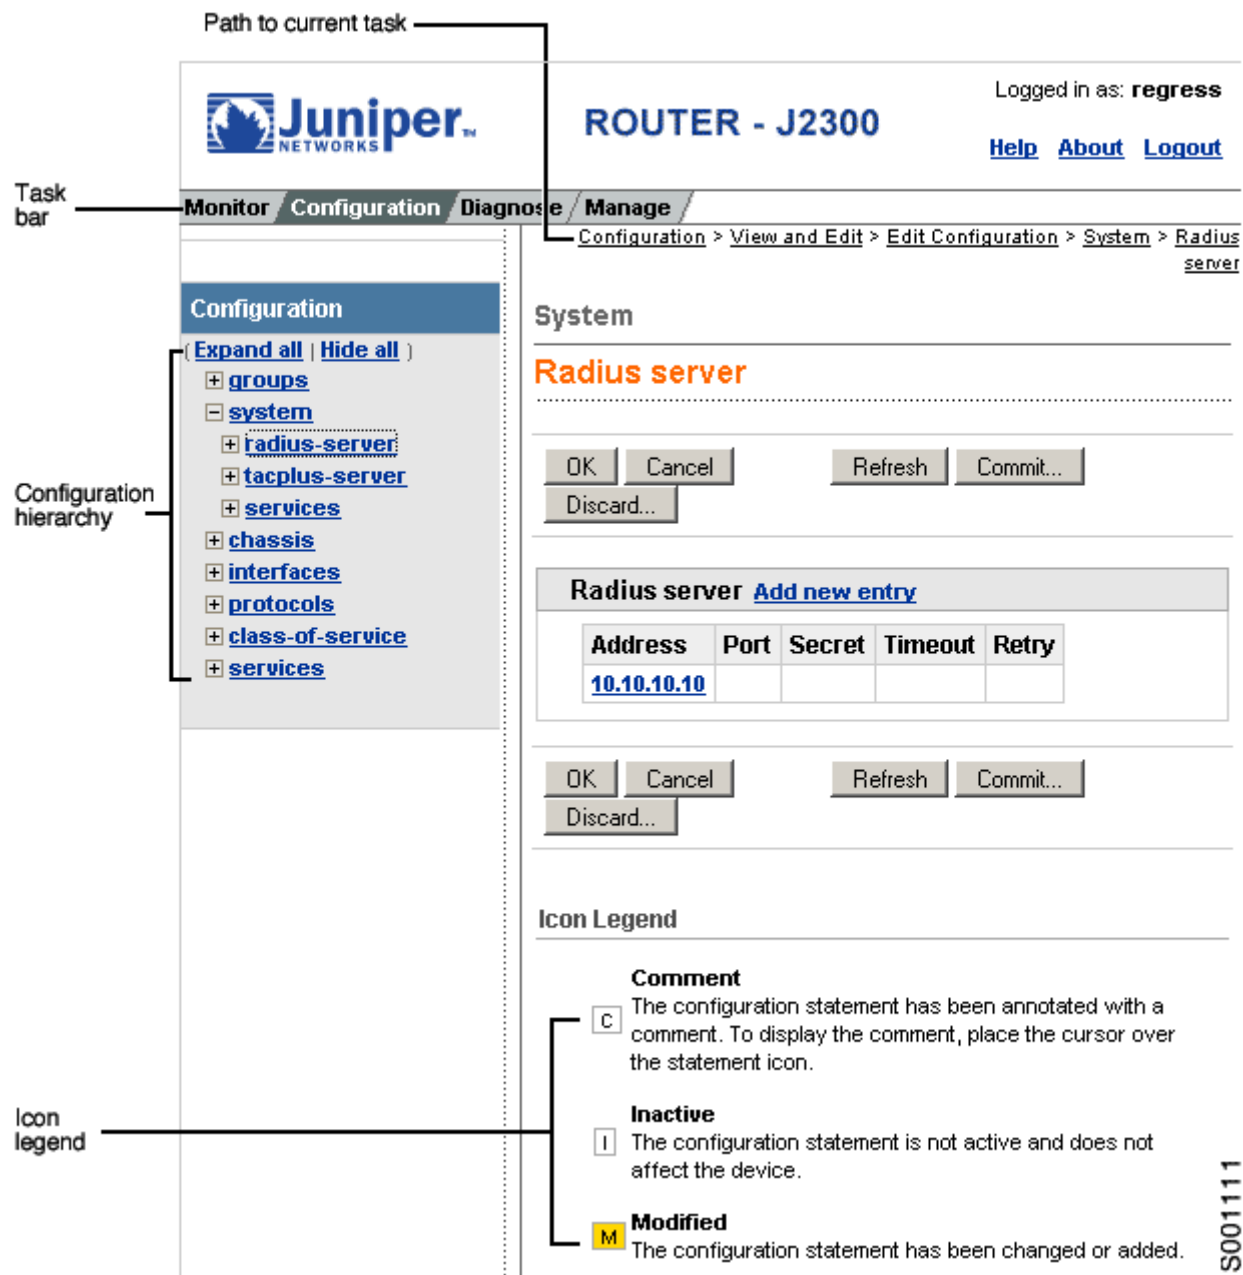 Path to current task
Logged in as: regress
Juniper™
NETWORKS
ROUTER - J2300
Help About Logout
Task
bar
Monitor Configuration Diagnose Manage
Configuration > View and Edit > Edit Configuration > System > Radius
server
Configuration
(Expand all | Hide all )
+ groups
- system
+ radius-server
+ tacplus-server
+ services
+ chassis
+ interfaces
+ protocols
+ class-of-service
+ services
Configuration
hierarchy
System
Radius server
OK Cancel Refresh Commit...
Discard...
Radius server Add new entry
Address Port Secret Timeout Retry
10.10.10.10
OK Cancel Refresh Commit...
Discard...
Icon Legend
Comment
C The configuration statement has been annotated with a
comment. To display the comment, place the cursor over
the statement icon.
Icon
legend
Inactive
I The configuration statement is not active and does not
affect the device.
Modified
M The configuration statement has been changed or added.
S001111